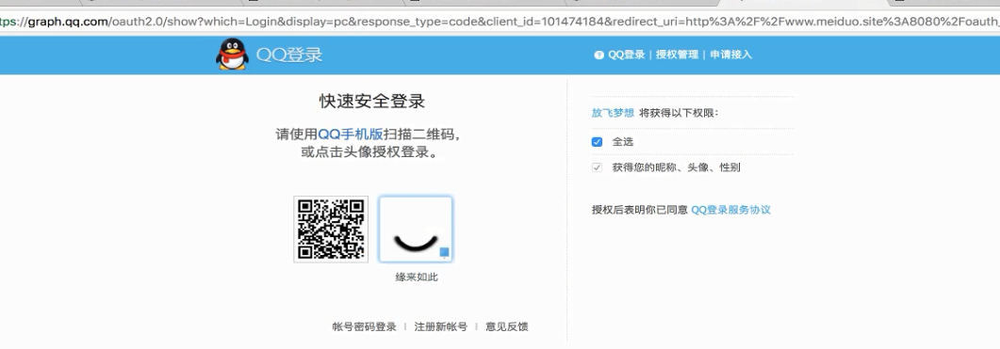 tps://graph.qq.com/oauth2.0/show?which=Login&display=pc&response_type=code&client_id=101474184&redirect_uri=http%3A%2F%2Fwww.meiduo.site%3A8080%2Foauth_
QQ登录
QQ登录 | 授权管理 | 申请接入
快速安全登录
请使用QQ手机版扫描二维码，
或点击头像授权登录。
缘来如此
帐号密码登录 | 注册新帐号 | 意见反馈
放飞梦想 将获得以下权限：
全选
获得您的昵称、头像、性别
授权后表明你已同意 QQ登录服务协议